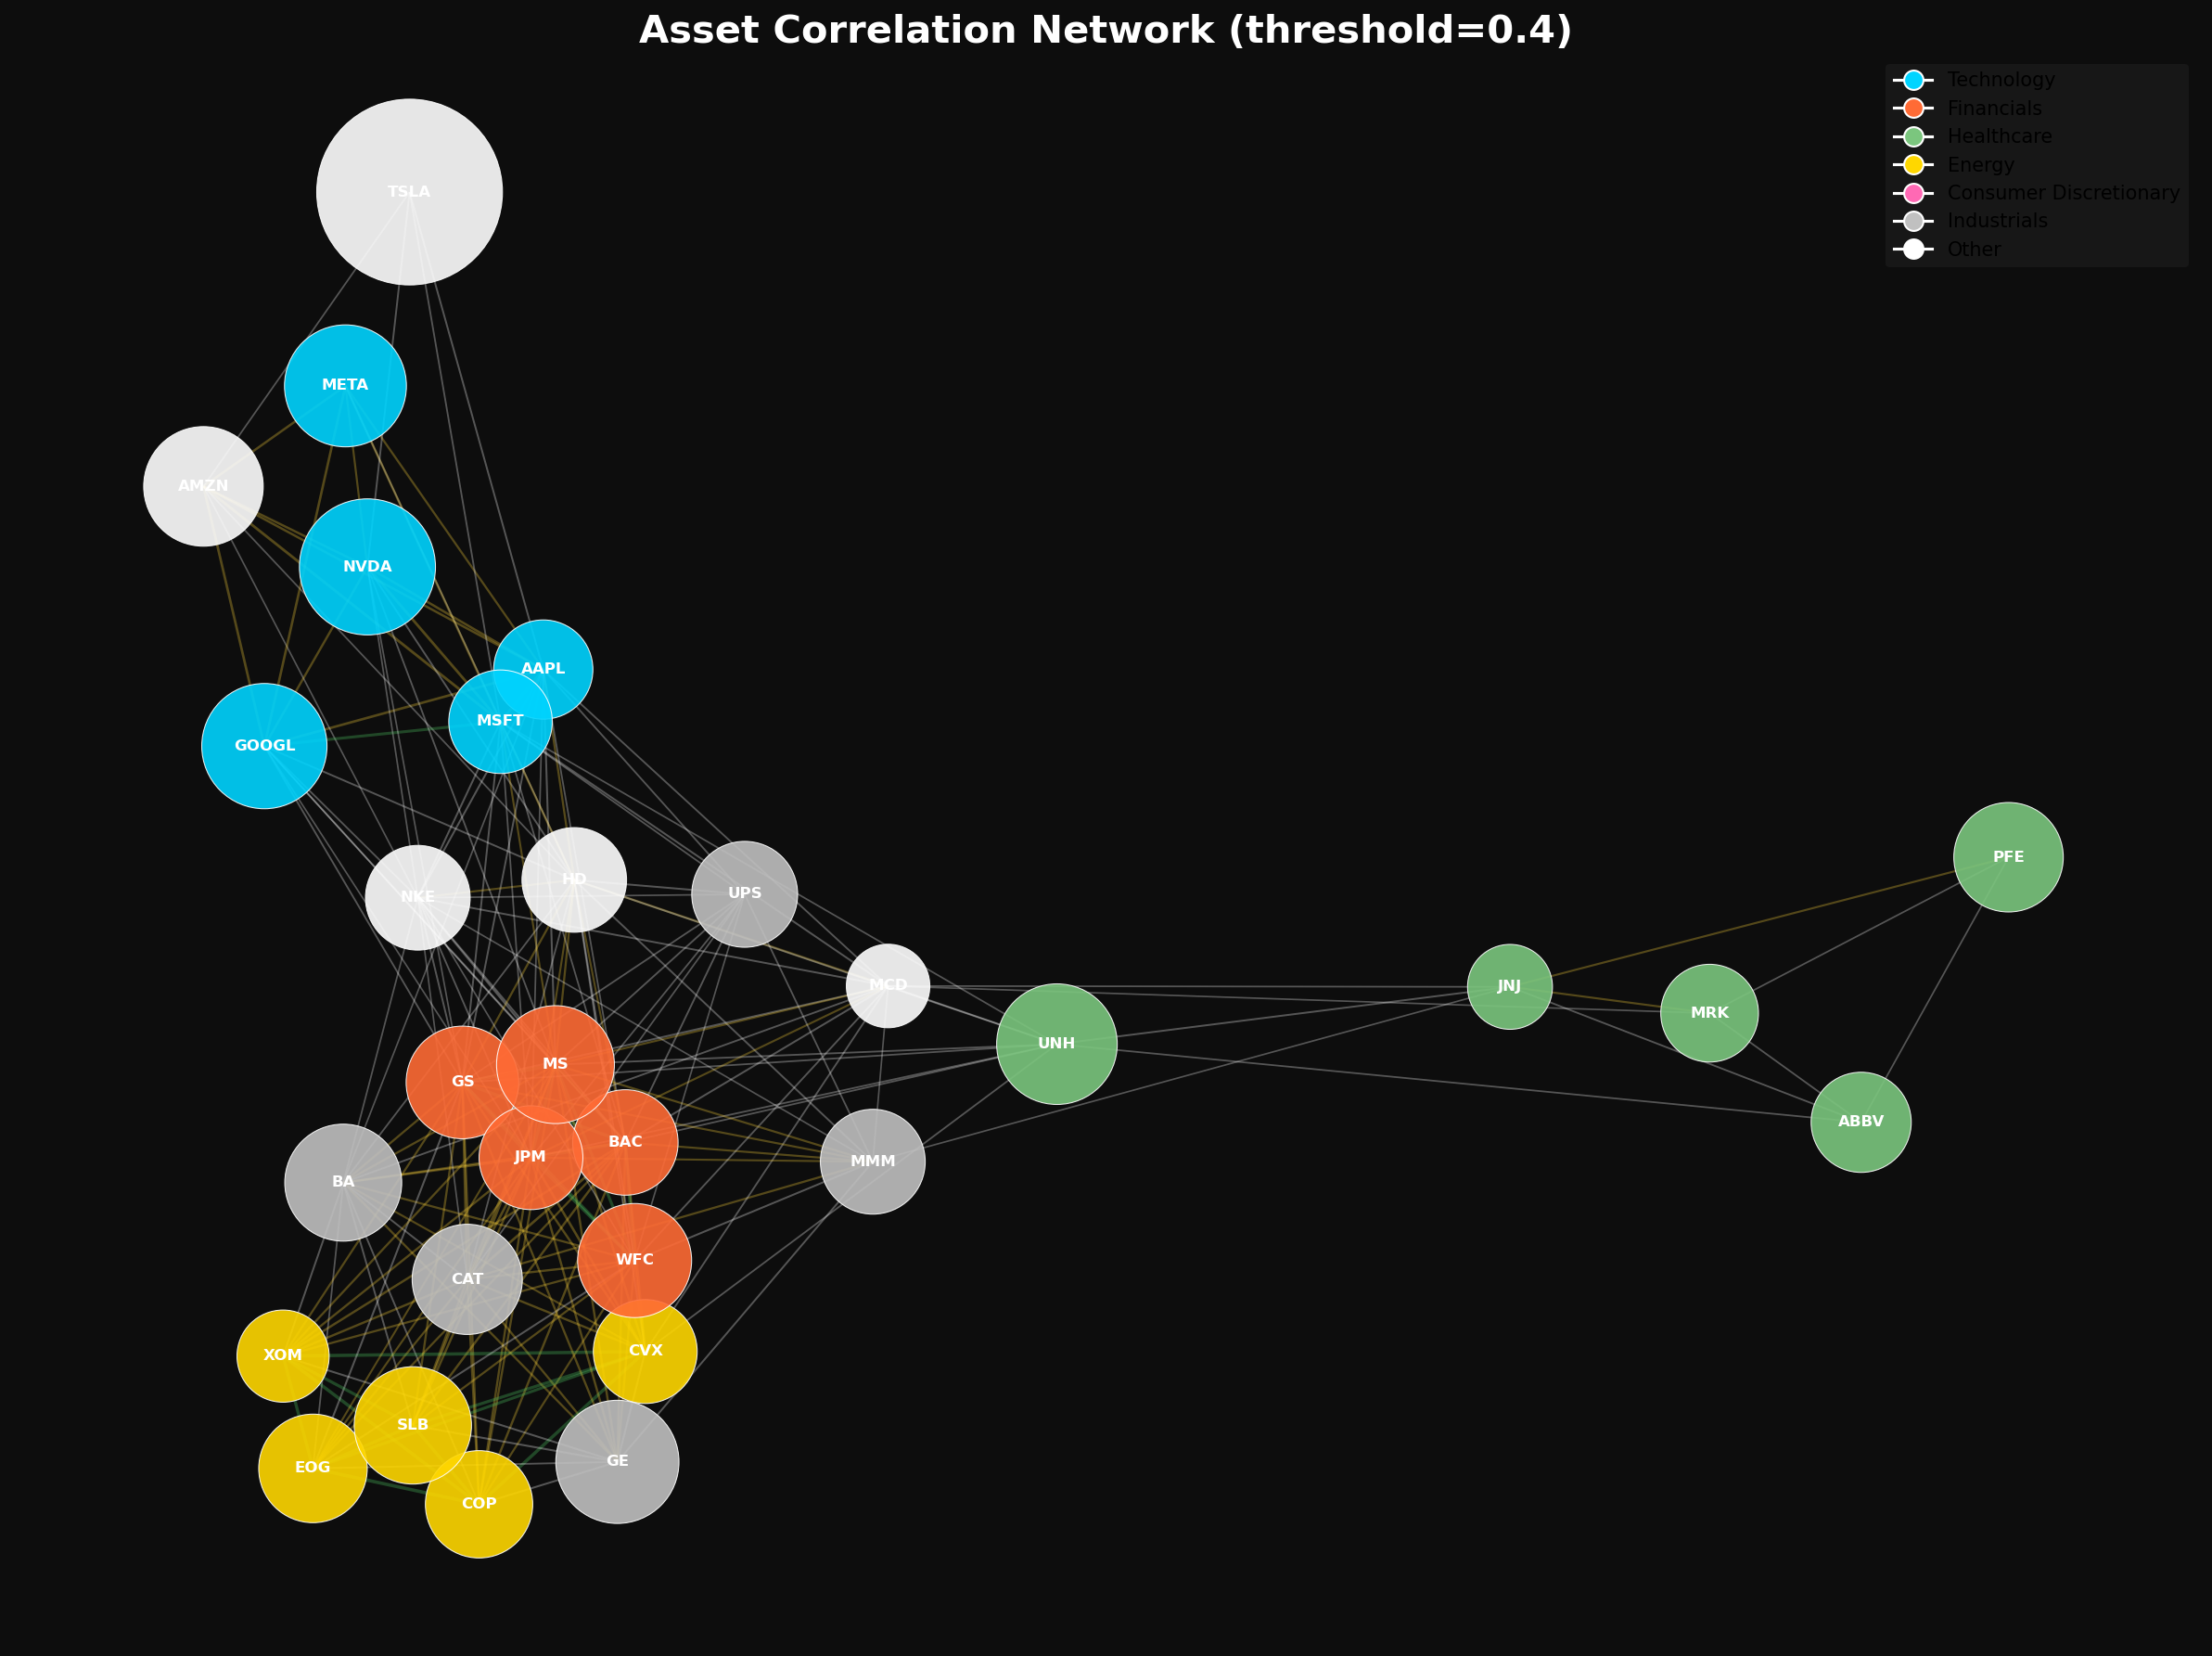 Asset Correlation Network (threshold=0.4)
Technology
Financials
Healthcare
Energy
Consumer Discretionary
Industrials
Other
TSLA
META
AMZN
NVDA
AAPL
MSFT
GOOGL
PFE
HD
UPS
NKE
MCD
JNJ
MRK
UNH
MS
GS
ABBV
BAC
JPM
MMM
BA
WFC
CAT
CVX
XOM
SLB
GE
EOG
COP